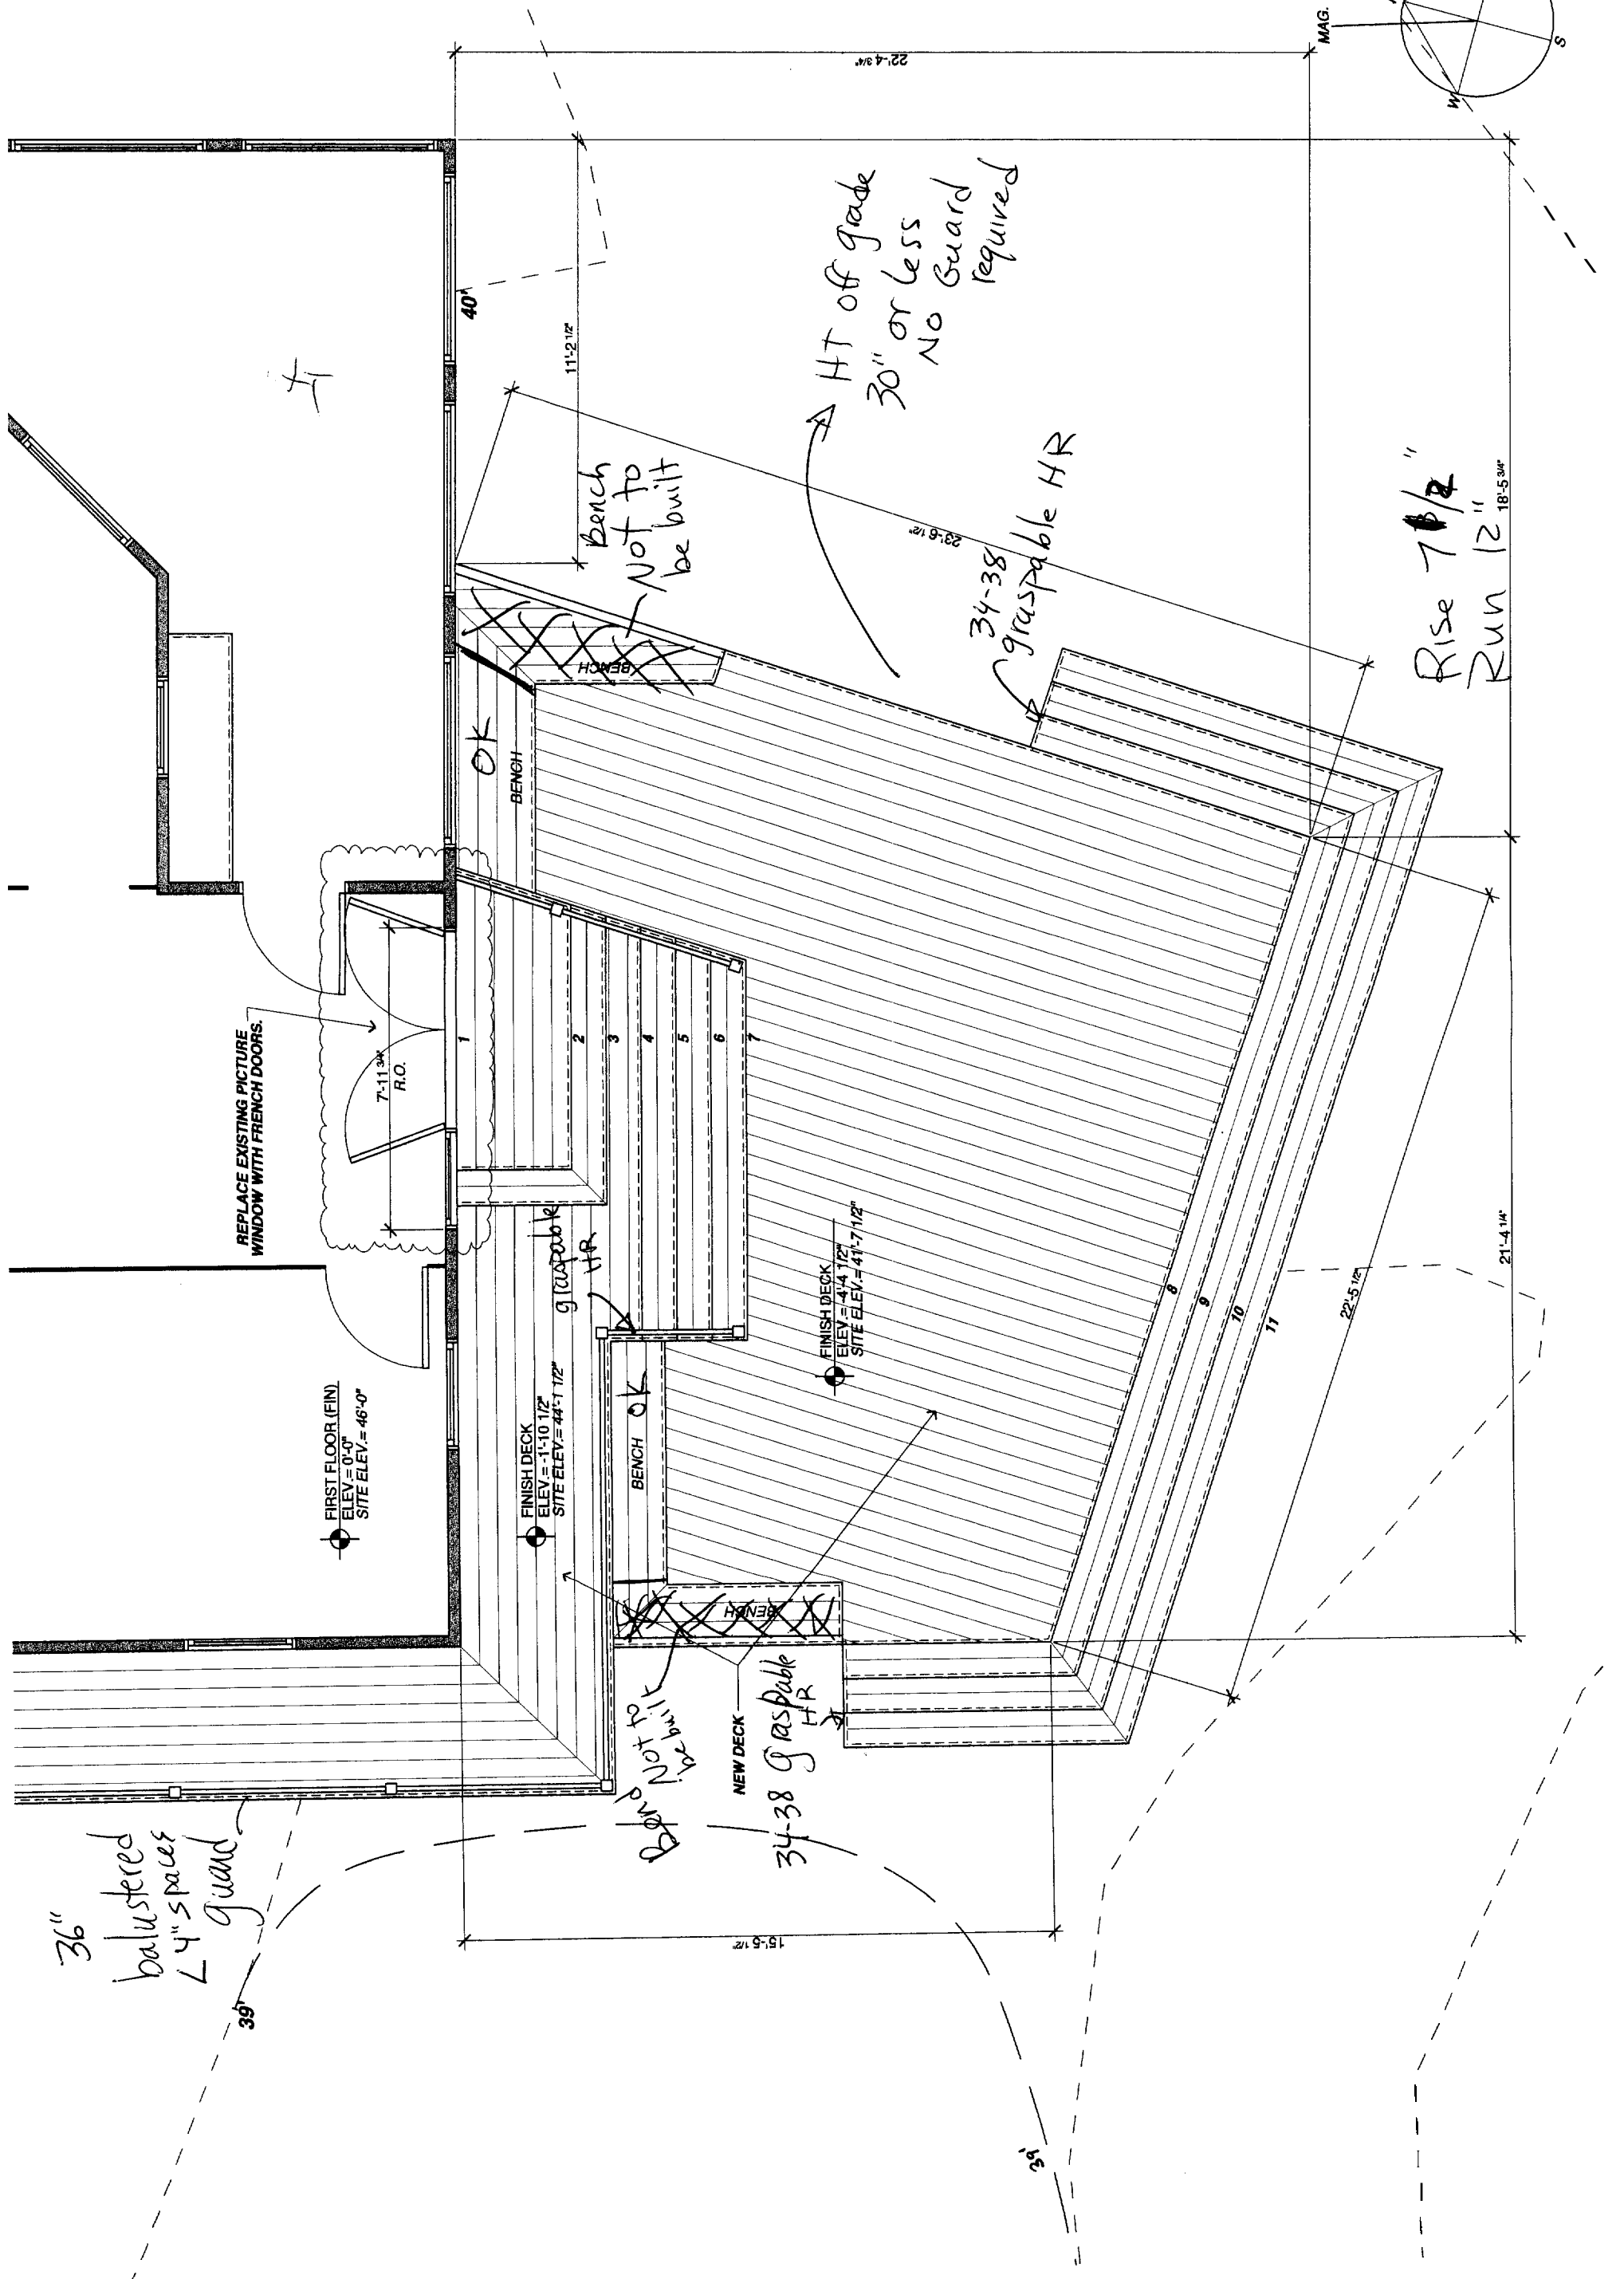 MAG.
W
S
22'-4 3/4"
40'
11'-2 1/2"
HT off grade
30" or Less
No Guard
required
bench
Not to
be built
23'-6 1/2"
34-38
graspable HR
Run 12"
18'-5 3/4"
BENCH
OK
BENCH
REPLACE EXISTING PICTURE
WINDOW WITH FRENCH DOORS.
7'-11 3/4"
R.O.
1
2
3
4
5
6
7
graspable
HR
FIRST FLOOR (FIN)
ELEV.= 0'-0"
SITE ELEV.= 46'-0"
FINISH DECK
ELEV.= -1'-10 1/2"
SITE ELEV.= 44'-1 1/2"
FINISH DECK
ELEV.= -4'-4 1/2"
SITE ELEV.= 41'-7 1/2"
BENCH OK
BENCH
8
9
10
11
22'-5 1/2"
21'-4 1/4"
Not to
be built
NEW DECK
34-38 graspable
HR
36"
balustered
< 4" spaces
guard
39'
15'-5 1/2"
39'